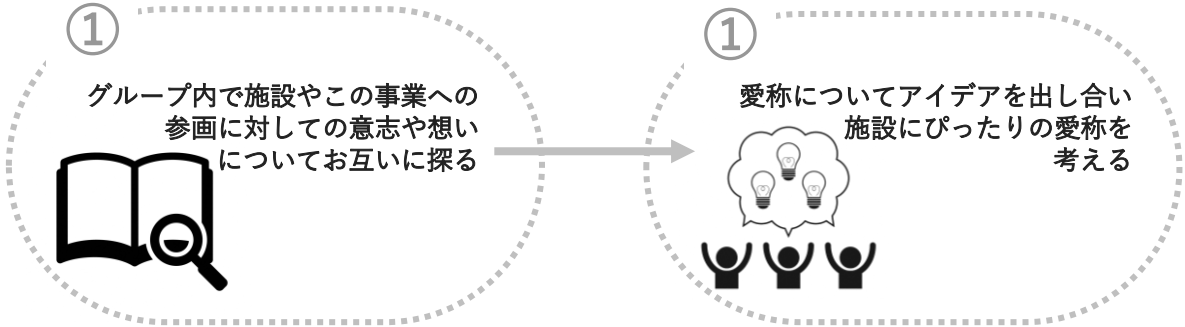 ①
グループ内で施設やこの事業への
参画に対しての意志や想い
についてお互いに探る
①
愛称についてアイデアを出し合い
施設にぴったりの愛称を
考える